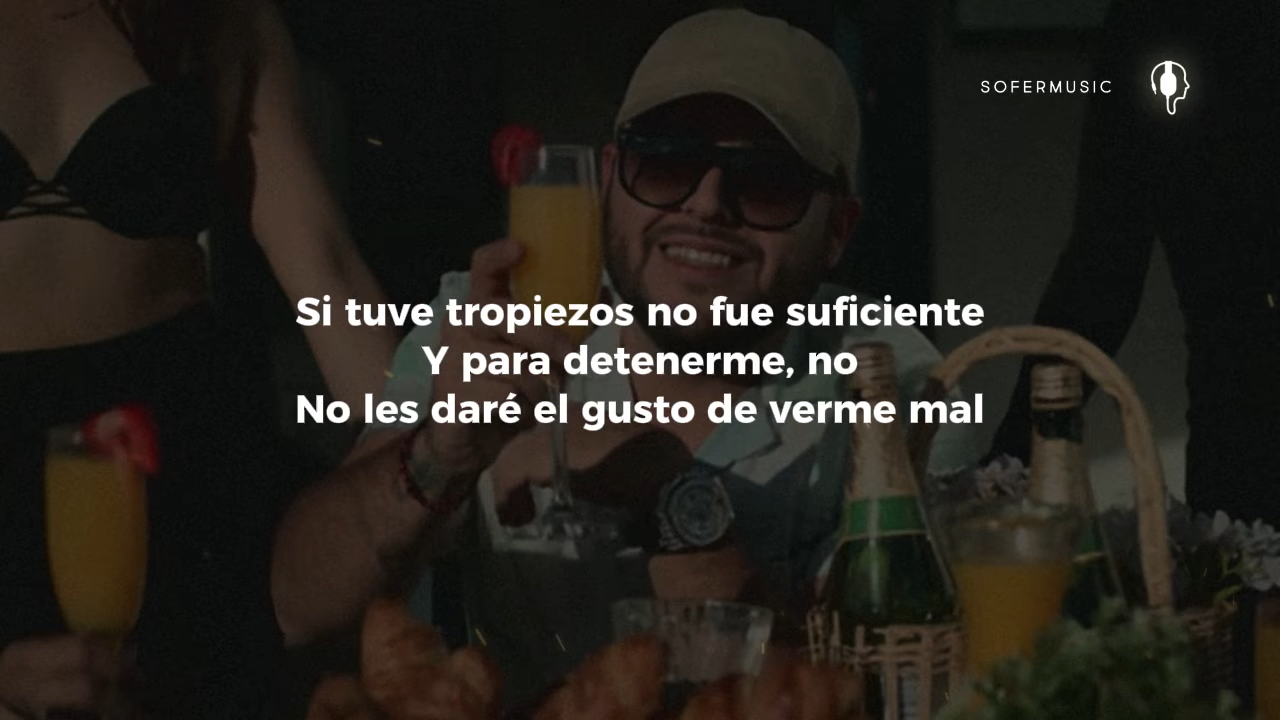 SOFERMUSIC
Si tuve tropiezos no fue suficiente
Y para detenerme, no
No les daré el gusto de verme mal